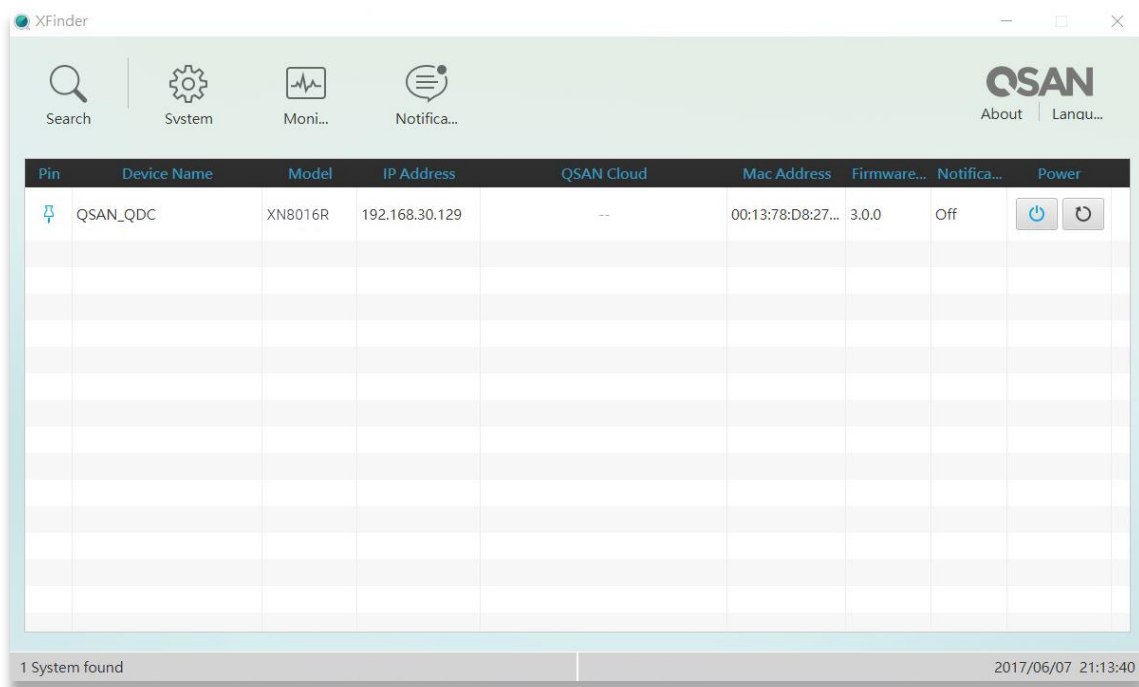 XFinder
Search System Moni... Notifica...
QSAN
About Langu...
Pin Device Name Model IP Address QSAN Cloud Mac Address Firmware... Notifica... Power
QSAN_QDC XN8016R 192.168.30.129 -- 00:13:78:D8:27... 3.0.0 Off
1 System found 2017/06/07 21:13:40